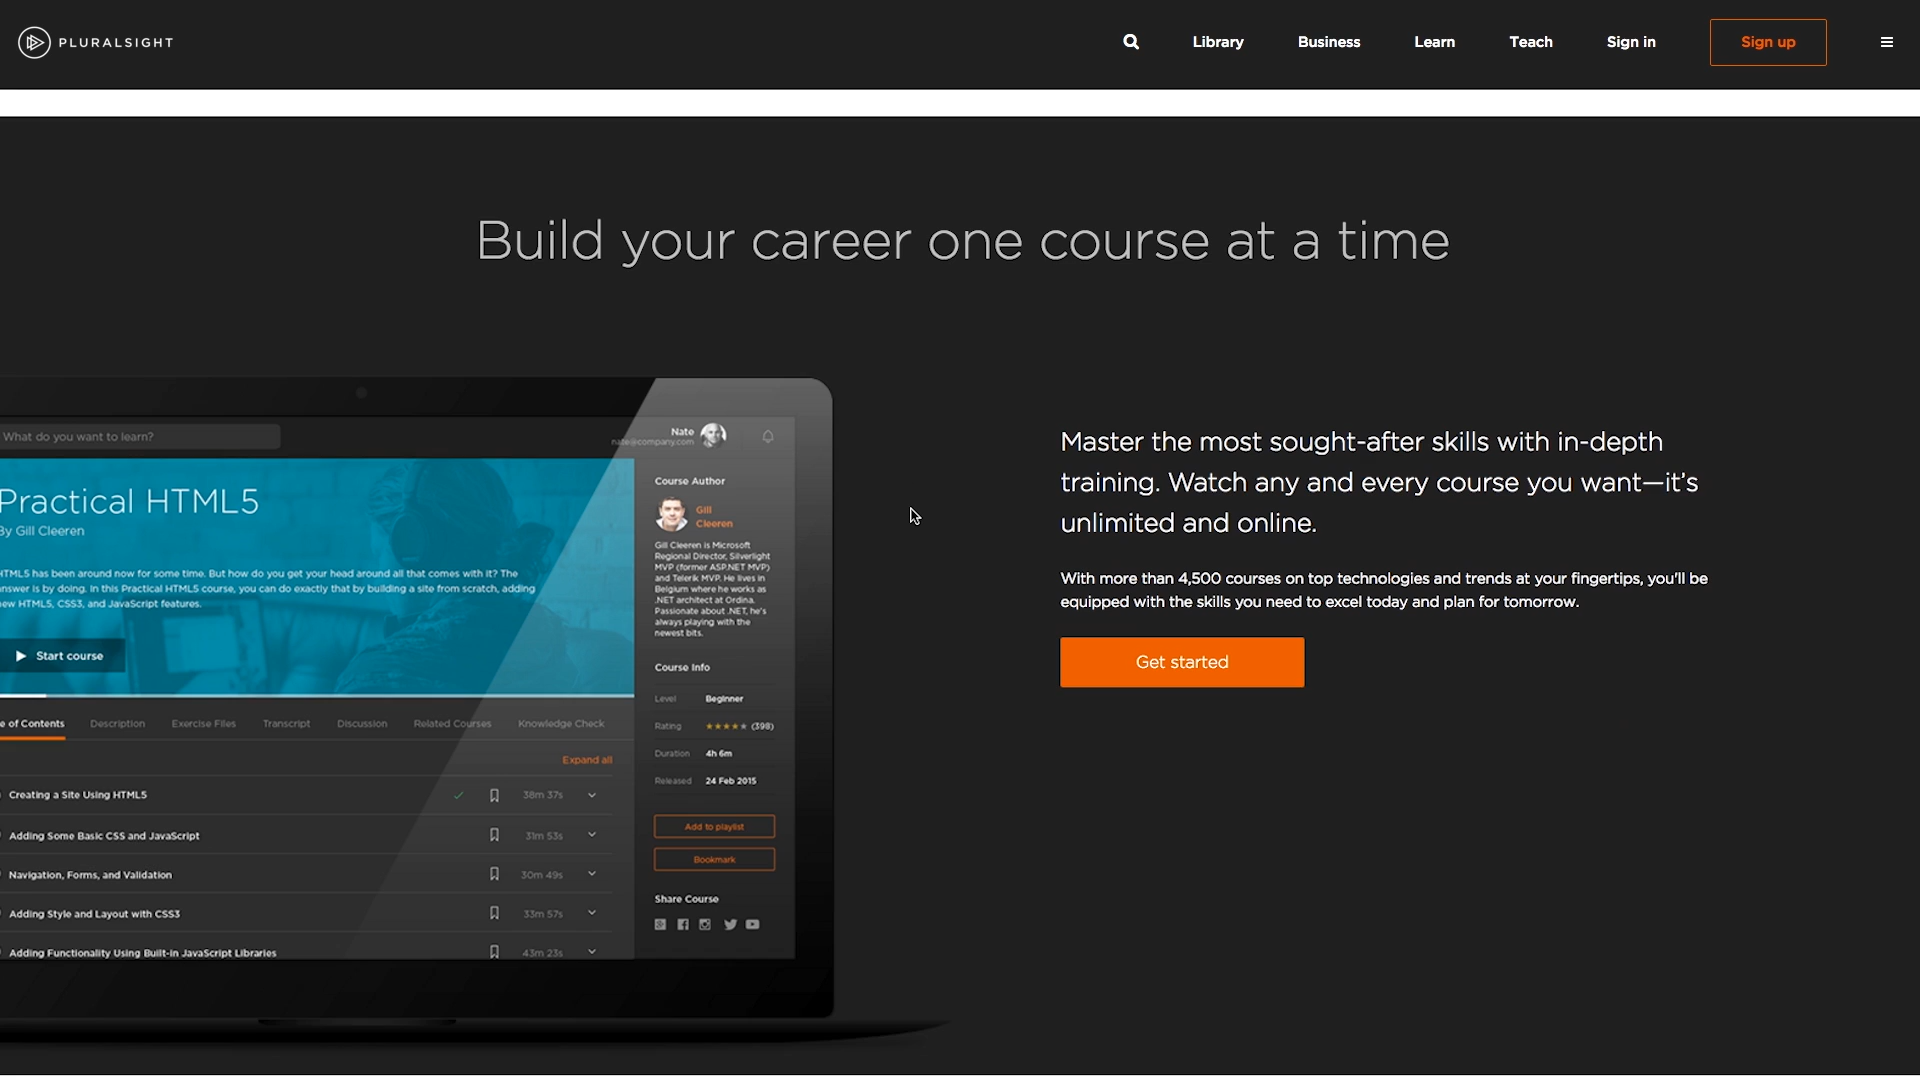 PLURALSIGHT
Library
Business
Learn
Teach
Sign in
Sign up
Build your career one course at a time
What do you want to learn?
Nate
nate@company.com
Practical HTML5
By Gill Cleeren
HTML5 has been around now for some time. But how do you get your head around all that comes with it? The
answer is by doing. In this Practical HTML5 course, you can do exactly that by building a site from scratch, adding
new HTML5, CSS3, and JavaScript features.
Start course
e of Contents
Description
Exercise Files
Transcript
Discussion
Related Courses
Knowledge Check
Expand all
Creating a Site Using HTML5
38m 37s
Adding Some Basic CSS and JavaScript
31m 53s
Navigation, Forms, and Validation
30m 49s
Adding Style and Layout with CSS3
33m 57s
Adding Functionality Using Built-in JavaScript Libraries
43m 23s
Course Author
Gill
Cleeren
Gill Cleeren is Microsoft
Regional Director, Silverlight
MVP (former ASP.NET MVP)
and Telerik MVP. He lives in
Belgium where he works as
.NET architect at Ordina.
Passionate about .NET, he's
always playing with the
newest bits.
Course Info
Level Beginner
Rating (398)
Duration 4h 6m
Released 24 Feb 2015
Add to playlist
Bookmark
Share Course
Master the most sought-after skills with in-depth
training. Watch any and every course you want—it's
unlimited and online.
With more than 4,500 courses on top technologies and trends at your fingertips, you'll be
equipped with the skills you need to excel today and plan for tomorrow.
Get started